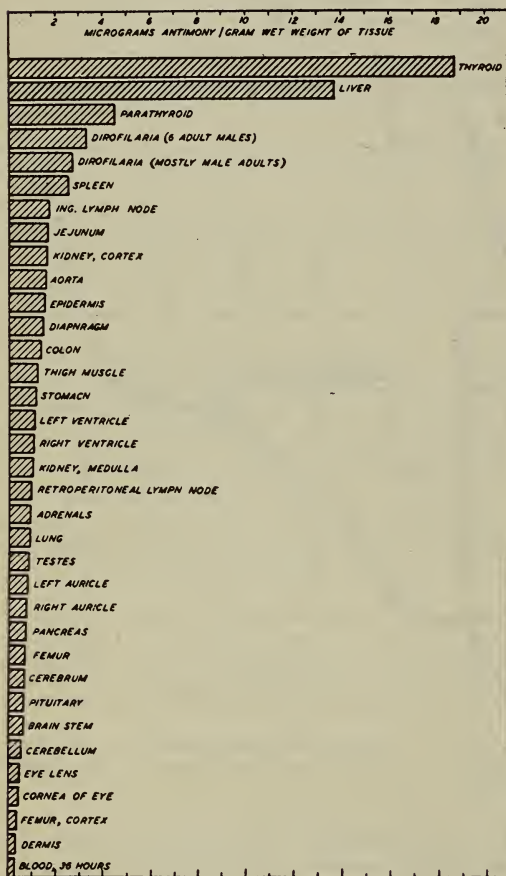 2 4 6 8 10 12 14 16 18 20
MICROGRAMS ANTIMONY/GRAM WET WEIGHT OF TISSUE
THYROID
LIVER
PARATHYROID
DIROFILARIA (6 ADULT MALES)
DIROFILARIA (MOSTLY MALE ADULTS)
SPLEEN
ING. LYMPH NODE
JEJUNUM
KIDNEY, CORTEX
AORTA
EPIDERMIS
DIAPHRAGM
COLON
THIGH MUSCLE
STOMACH
LEFT VENTRICLE
RIGHT VENTRICLE
KIDNEY, MEDULLA
RETROPERITONEAL LYMPH NODE
ADRENALS
LUNG
TESTES
LEFT AURICLE
RIGHT AURICLE
PANCREAS
FEMUR
CEREBRUM
PITUITARY
BRAIN STEM
CEREBELLUM
EYE LENS
CORNEA OF EYE
FEMUR, CORTEX
DERMIS
BLOOD, 36 HOURS